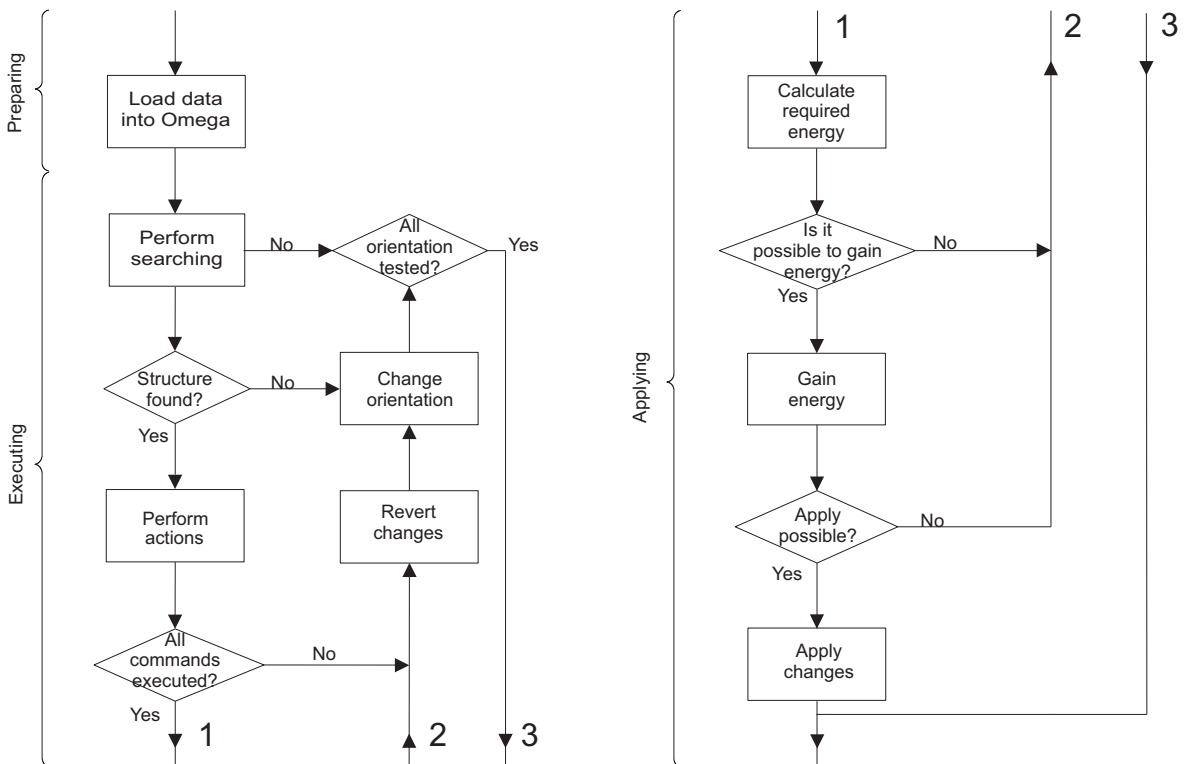 Preparing
Load data
into Omega
Executing
Perform
searching
No
All
orientation
tested?
Yes
Structure
found?
No
Change
orientation
Yes
Perform
actions
Revert
changes
All
commands
executed?
No
Yes
1
2
3
Applying
1
2
3
Calculate
required
energy
Is it
possible to gain
energy?
No
Yes
Gain
energy
Apply
possible?
No
Yes
Apply
changes